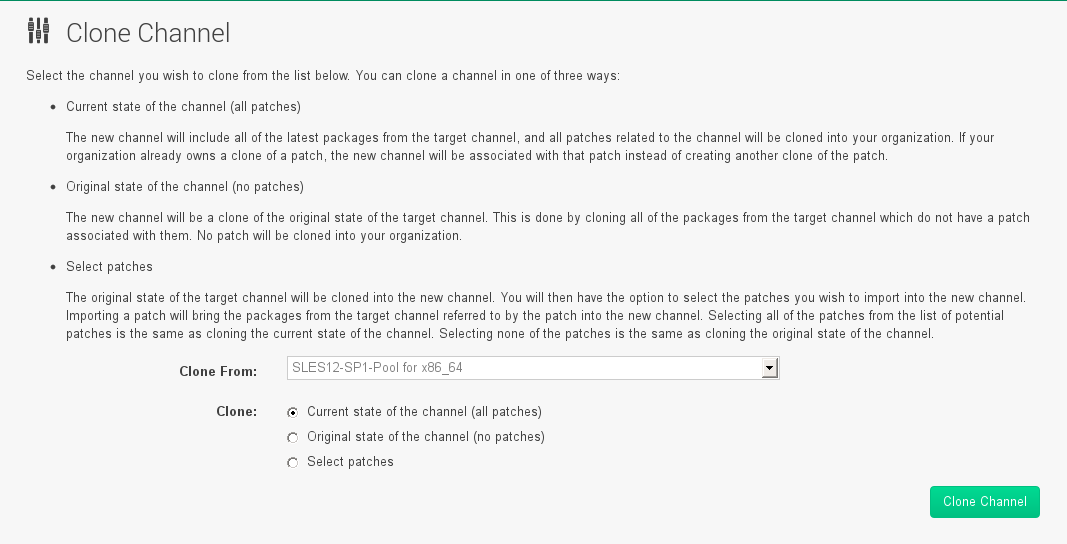 Clone Channel
Select the channel you wish to clone from the list below. You can clone a channel in one of three ways:
• Current state of the channel (all patches)
The new channel will include all of the latest packages from the target channel, and all patches related to the channel will be cloned into your organization. If your
organization already owns a clone of a patch, the new channel will be associated with that patch instead of creating another clone of the patch.
• Original state of the channel (no patches)
The new channel will be a clone of the original state of the target channel. This is done by cloning all of the packages from the target channel which do not have a patch
associated with them. No patch will be cloned into your organization.
• Select patches
The original state of the target channel will be cloned into the new channel. You will then have the option to select the patches you wish to import into the new channel.
Importing a patch will bring the packages from the target channel referred to by the patch into the new channel. Selecting all of the patches from the list of potential
patches is the same as cloning the current state of the channel. Selecting none of the patches is the same as cloning the original state of the channel.
Clone From: SLES12-SP1-Pool for x86_64
Clone: Current state of the channel (all patches)
Original state of the channel (no patches)
Select patches
Clone Channel